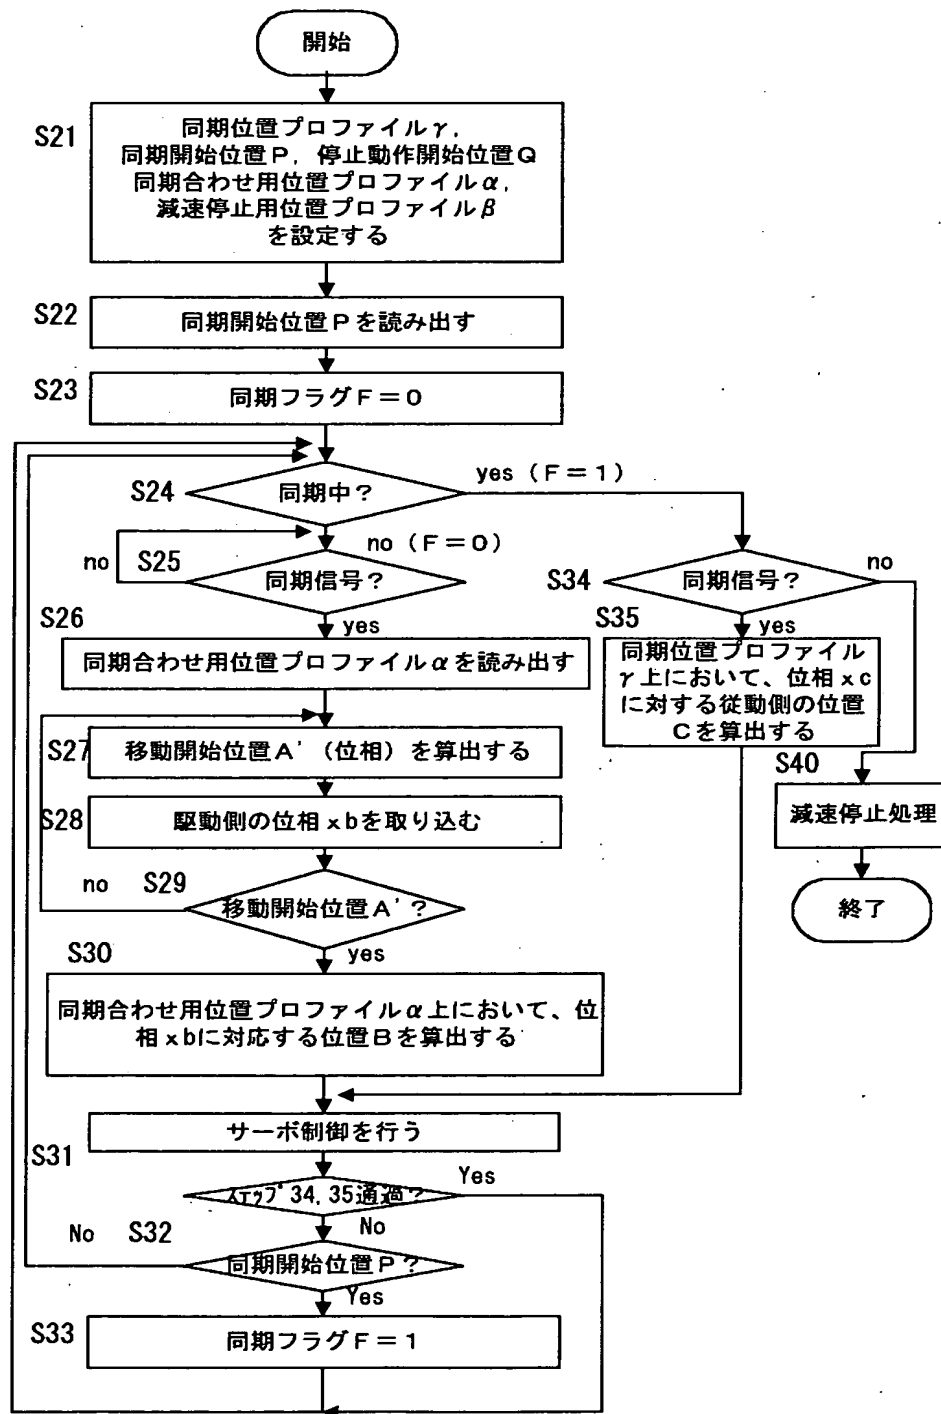 開始
S21
同期位置プロファイルγ,
同期開始位置P, 停止動作開始位置Q
同期合わせ用位置プロファイルα,
減速停止用位置プロファイルβ
を設定する
S22
同期開始位置Pを読み出す
S23
同期フラグF=0
S24
同期中?
yes (F=1)
no (F=0)
no
S25
同期信号?
yes
S34
同期信号?
no
yes
S26
同期合わせ用位置プロファイルαを読み出す
S35
同期位置プロファイル
γ上において、位相xc
に対する従動側の位置
Cを算出する
S27
移動開始位置A'(位相)を算出する
S40
減速停止処理
終了
S28
駆動側の位相xbを取り込む
no
S29
移動開始位置A'?
yes
S30
同期合わせ用位置プロファイルα上において、位
相xbに対応する位置Bを算出する
サーボ制御を行う
S31
ステップ34,35通過?
Yes
No
No
S32
同期開始位置P?
Yes
S33
同期フラグF=1